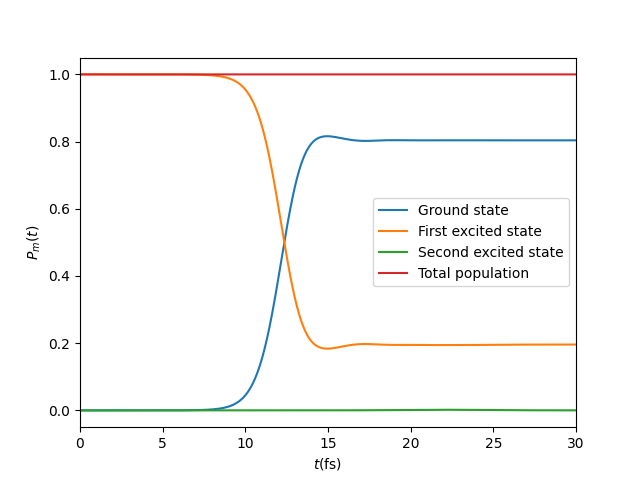 1.0
0.8
0.6
0.4
0.2
0.0
P_m(t)
Ground state
First excited state
Second excited state
Total population
0 5 10 15 20 25 30
t(fs)